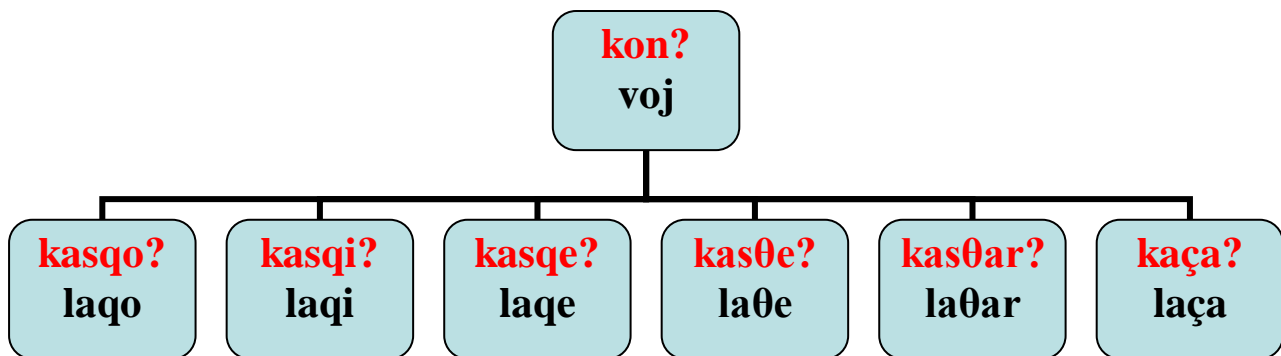 kon?
voj
kasqo?
laqo
kasqi?
laqi
kasqe?
laqe
kasθe?
laθe
kasθar?
laθar
kaça?
laça